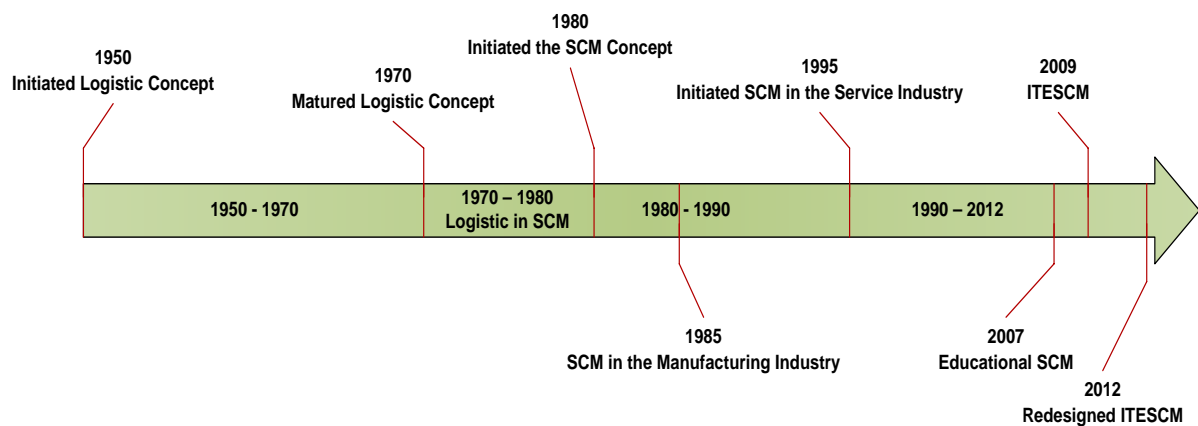 1950
Initiated Logistic Concept
1970
Matured Logistic Concept
1980
Initiated the SCM Concept
1995
Initiated SCM in the Service Industry
2009
ITESCM
1950 - 1970
1970 – 1980
Logistic in SCM
1980 - 1990
1990 – 2012
1985
SCM in the Manufacturing Industry
2007
Educational SCM
2012
Redesigned ITESCM